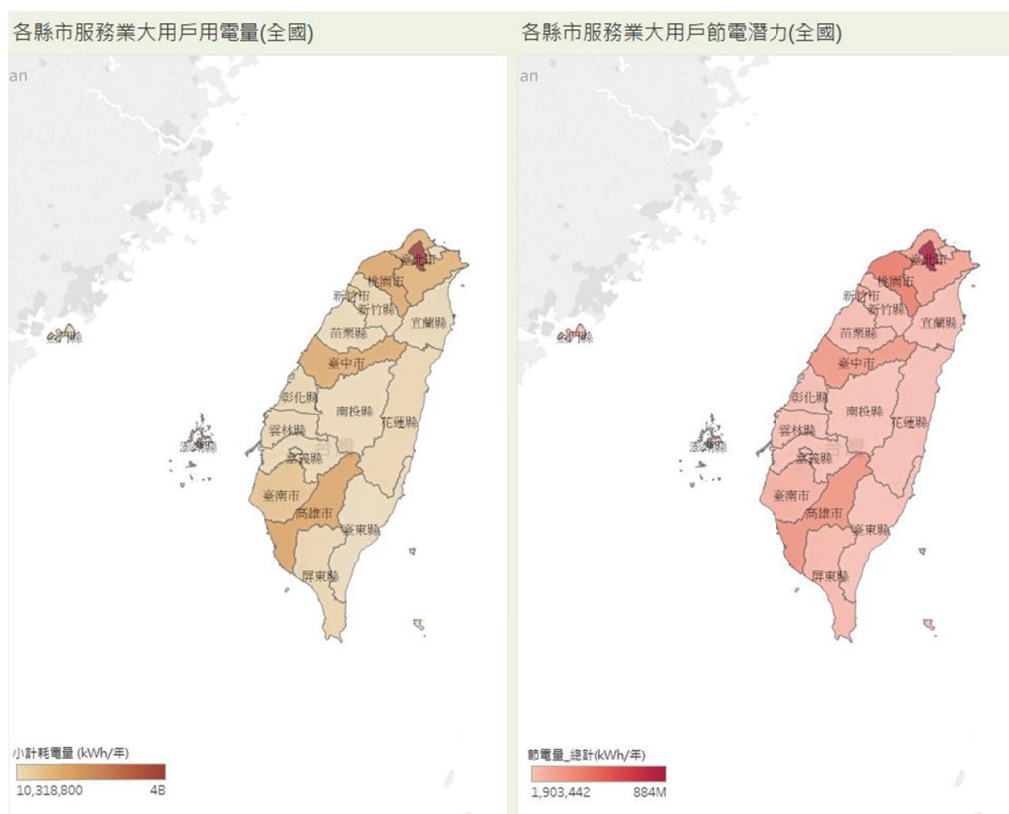 各縣市服務業大用戶用電量(全國)
an
臺北市
桃園市
新竹市
新竹縣
宜蘭縣
苗栗縣
臺中市
彰化縣
南投縣
花蓮縣
雲林縣
嘉義縣
台灣
臺南市
高雄市
臺東縣
屏東縣
金門縣
澎湖縣
小計耗電量 (kWh/年)
10,318,800 4B
各縣市服務業大用戶節電潛力(全國)
an
臺北市
桃園市
新竹市
新竹縣
宜蘭縣
苗栗縣
臺中市
彰化縣
南投縣
花蓮縣
雲林縣
嘉義縣
台灣
臺南市
高雄市
臺東縣
屏東縣
金門縣
澎湖縣
節電量_總計(kWh/年)
1,903,442 884M